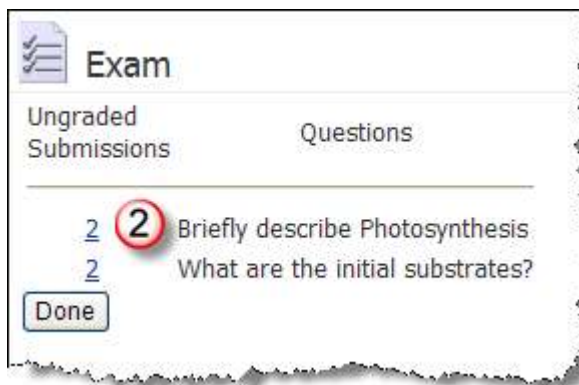 Exam
Ungraded
Submissions
Questions
2 2 Briefly describe Photosynthesis
2 What are the initial substrates?
Done